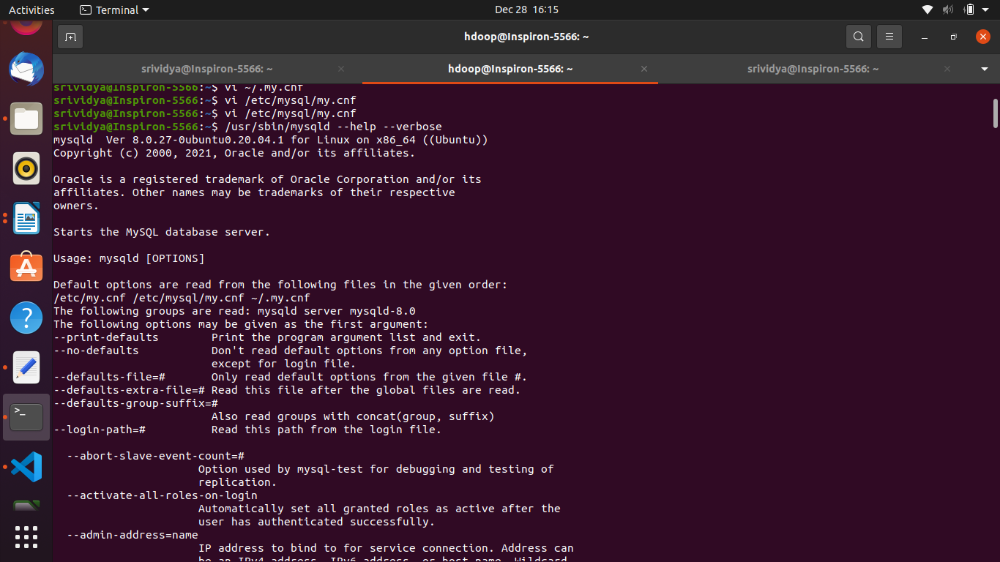 Activities
Terminal
Dec 28 16:15
hdoop@Inspiron-5566: ~
srividya@Inspiron-5566: ~
hdoop@Inspiron-5566: ~
srividya@Inspiron-5566: ~
srividya@Inspiron-5566:~$ vi ~/.my.cnf
srividya@Inspiron-5566:~$ vi /etc/mysql/my.cnf
srividya@Inspiron-5566:~$ vi /etc/mysql/my.cnf
srividya@Inspiron-5566:~$ /usr/sbin/mysqld --help --verbose
mysqld  Ver 8.0.27-0ubuntu0.20.04.1 for Linux on x86_64 ((Ubuntu))
Copyright (c) 2000, 2021, Oracle and/or its affiliates.
Oracle is a registered trademark of Oracle Corporation and/or its
affiliates. Other names may be trademarks of their respective
owners.
Starts the MySQL database server.
Usage: mysqld [OPTIONS]
Default options are read from the following files in the given order:
/etc/my.cnf /etc/mysql/my.cnf ~/.my.cnf
The following groups are read: mysqld server mysqld-8.0
The following options may be given as the first argument:
--print-defaults        Print the program argument list and exit.
--no-defaults           Don't read default options from any option file,
except for login file.
--defaults-file=#       Only read default options from the given file #.
--defaults-extra-file=# Read this file after the global files are read.
--defaults-group-suffix=#
Also read groups with concat(group, suffix)
--login-path=#          Read this path from the login file.
--abort-slave-event-count=#
Option used by mysql-test for debugging and testing of
replication.
--activate-all-roles-on-login
Automatically set all granted roles as active after the
user has authenticated successfully.
--admin-address=name
IP address to bind to for service connection. Address can
be an IPv4 address, IPv6 address, or host name. Wildcard